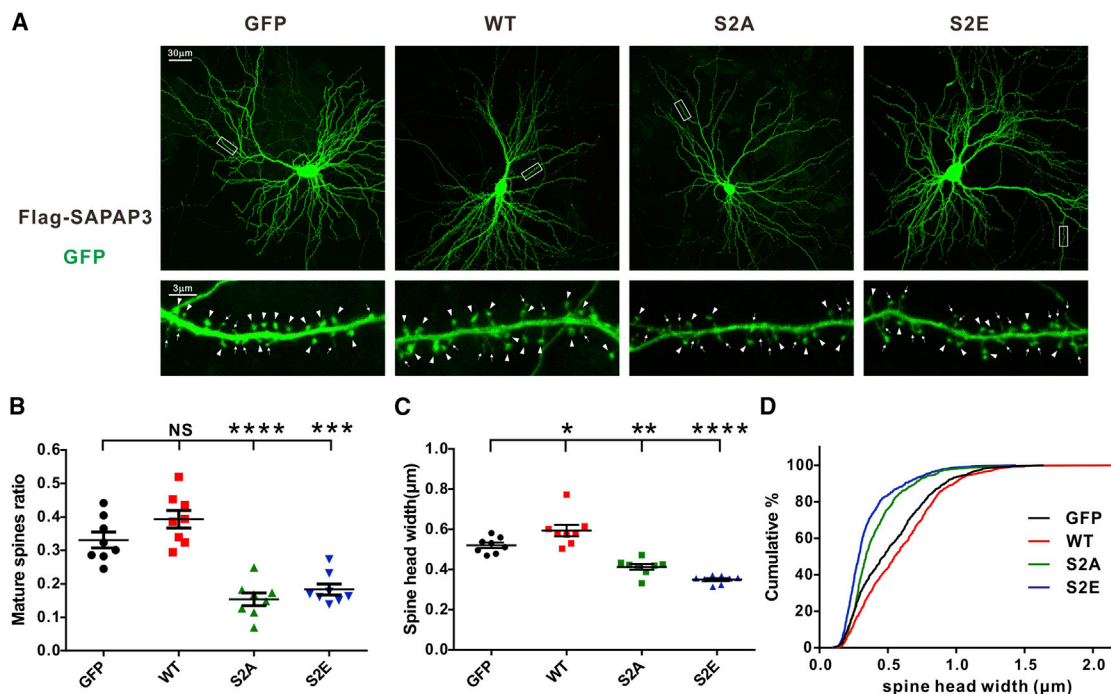 A
GFP
WT
S2A
S2E
30μm
Flag-SAPAP3
GFP
3μm
B
NS
****
***
Mature spines ratio
0.6
0.5
0.4
0.3
0.2
0.1
0.0
GFP
WT
S2A
S2E
C
*
**
****
Spine head width(μm)
1.0
0.8
0.6
0.4
0.2
0.0
GFP
WT
S2A
S2E
D
Cumulative %
100
80
60
40
20
0
GFP
WT
S2A
S2E
0.0
0.5
1.0
1.5
2.0
spine head width (μm)